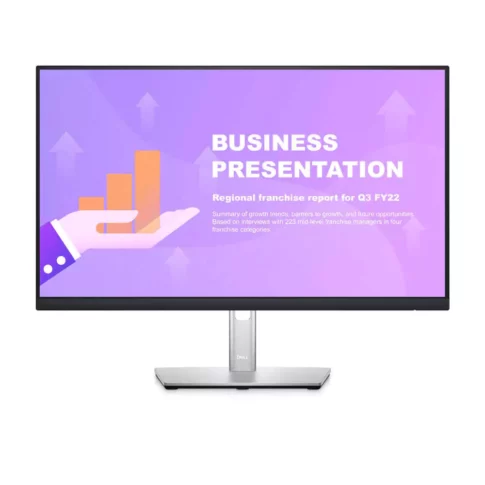 BUSINESS
PRESENTATION
Regional franchise report for Q3 FY22
Summary of growth trends, barriers to growth, and future opportunities.
Based on interviews with 223 mid-level franchise managers in four
franchise categories
DELL